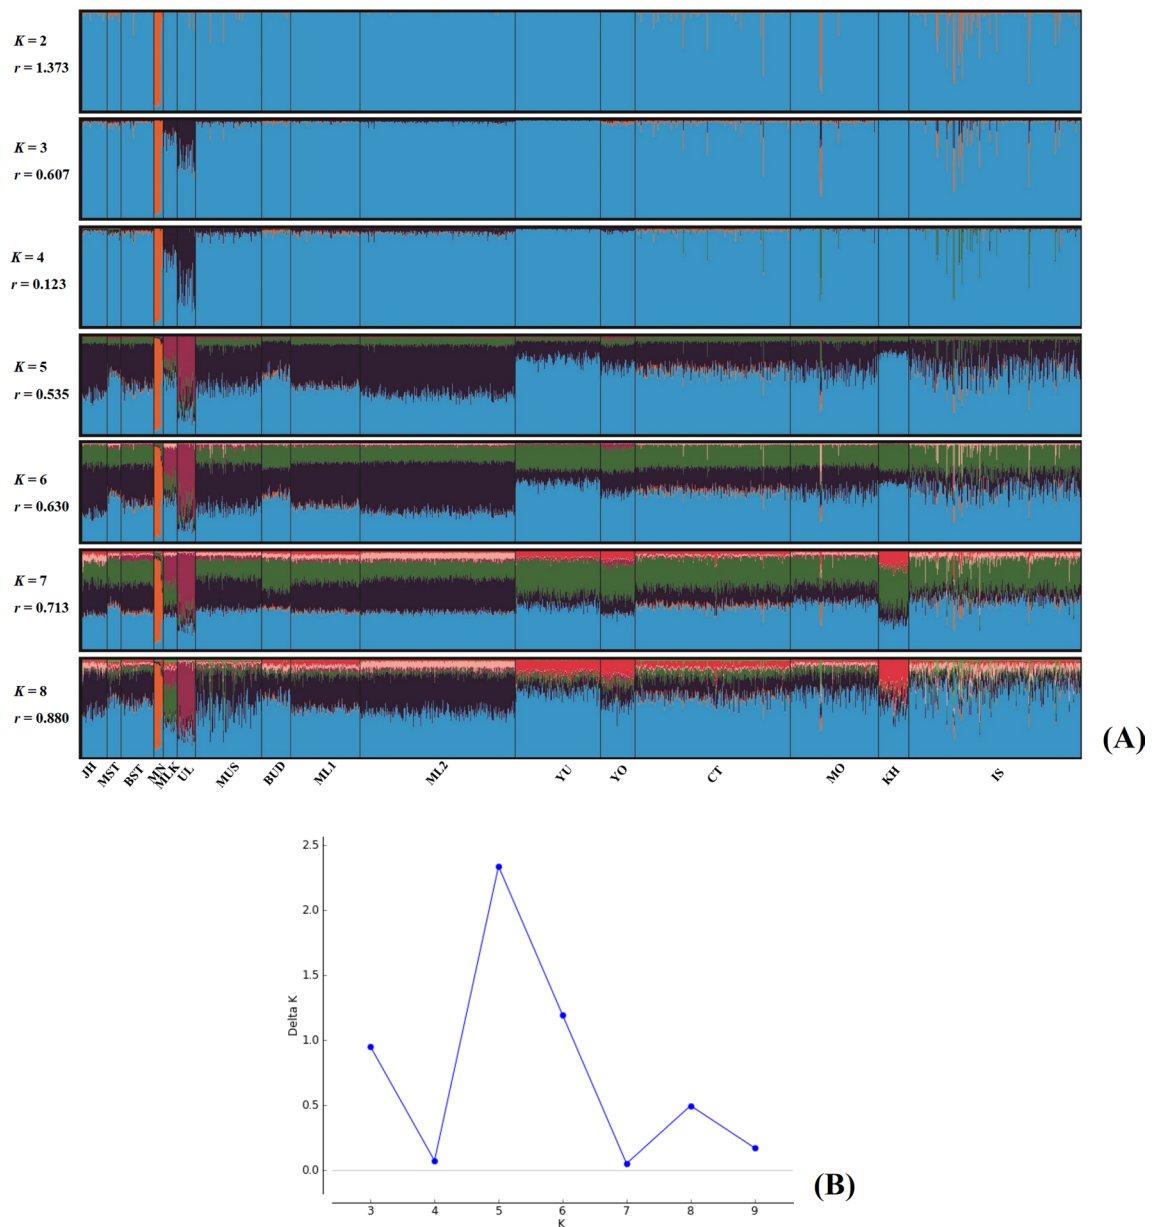 K = 2
r = 1.373
K = 3
r = 0.607
K = 4
r = 0.123
K = 5
r = 0.535
K = 6
r = 0.630
K = 7
r = 0.713
K = 8
r = 0.880
(A)
JH MST BST MN MLK UL MUS BUD ML1 ML2 YU YO CT MO KH IS
2.5
2.0
1.5
1.0
0.5
0.0
Delta K
3 4 5 6 7 8 9
K
(B)